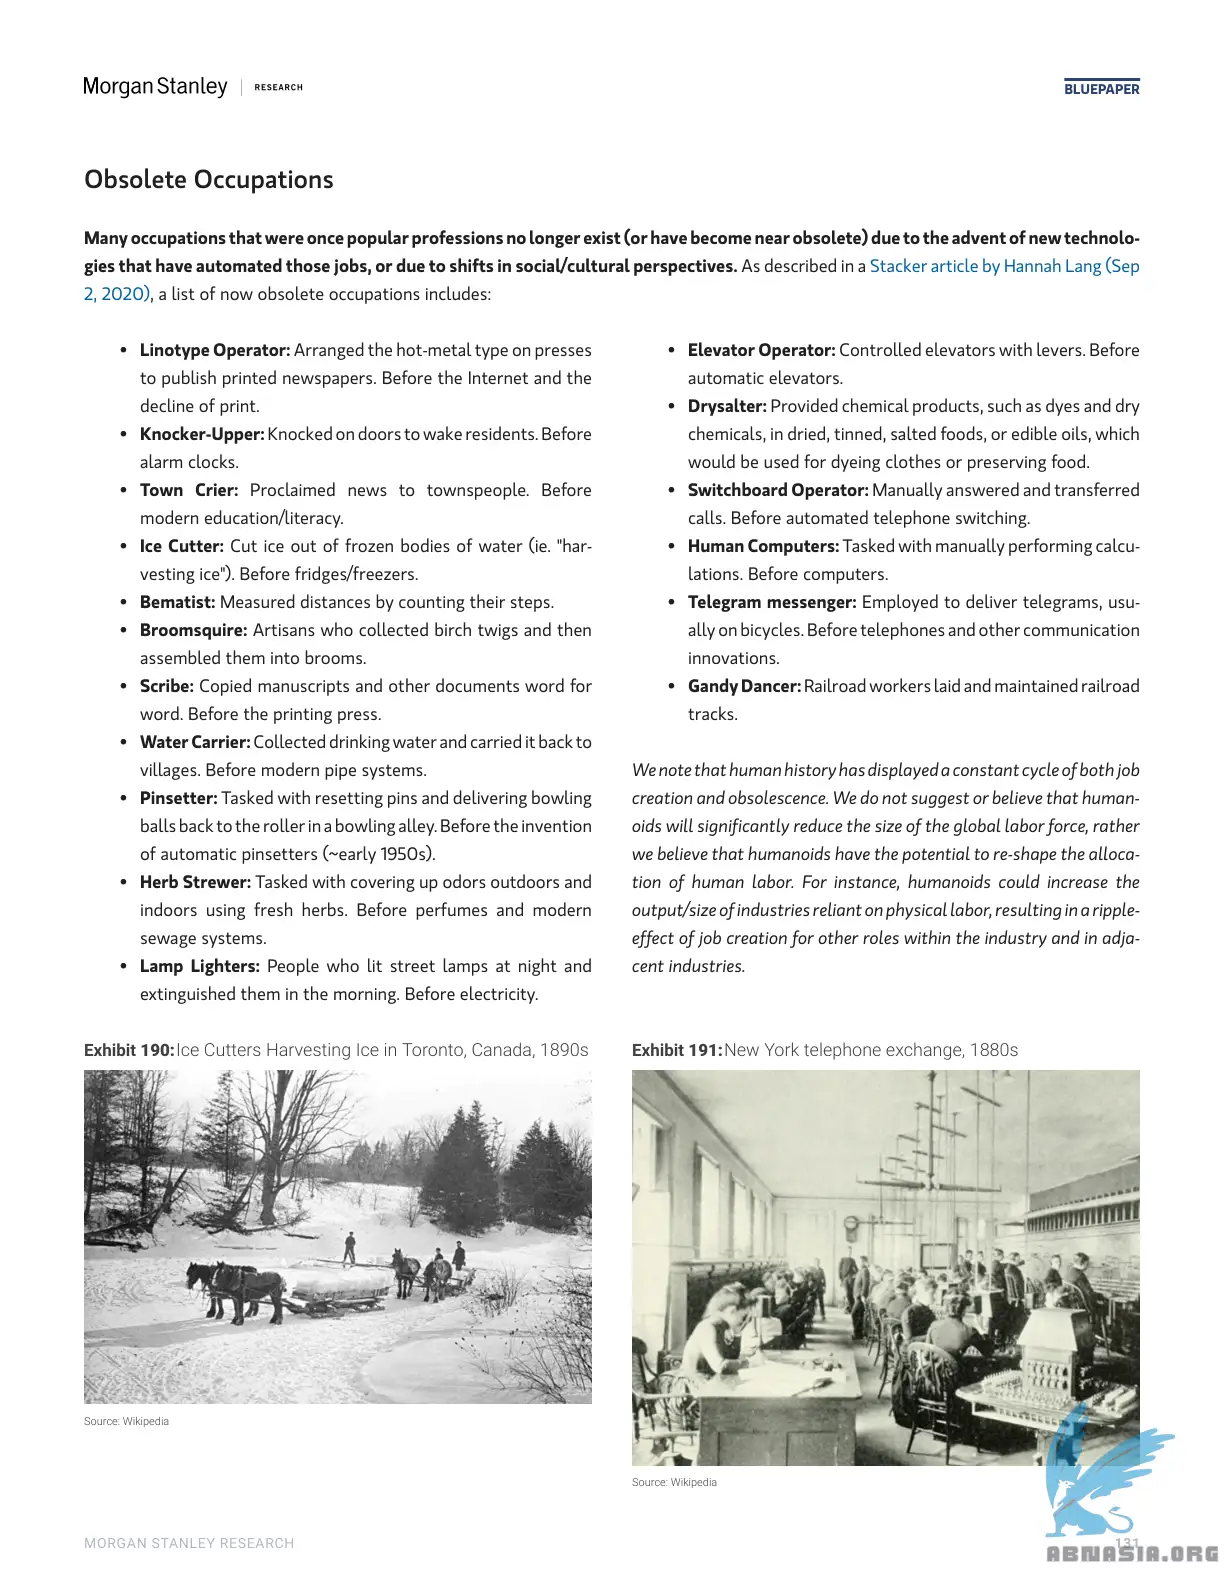 Morgan Stanley | RESEARCH
BLUEPAPER
Obsolete Occupations
Many occupations that were once popular professions no longer exist (or have become near obsolete) due to the advent of new technolo-
gies that have automated those jobs, or due to shifts in social/cultural perspectives. As described in a Stacker article by Hannah Lang (Sep
2, 2020), a list of now obsolete occupations includes:
• Linotype Operator: Arranged the hot-metal type on presses
to publish printed newspapers. Before the Internet and the
decline of print.
• Knocker-Upper: Knocked on doors to wake residents. Before
alarm clocks.
• Town Crier: Proclaimed news to townspeople. Before
modern education/literacy.
• Ice Cutter: Cut ice out of frozen bodies of water (ie. "har-
vesting ice"). Before fridges/freezers.
• Bematist: Measured distances by counting their steps.
• Broomsquire: Artisans who collected birch twigs and then
assembled them into brooms.
• Scribe: Copied manuscripts and other documents word for
word. Before the printing press.
• Water Carrier: Collected drinking water and carried it back to
villages. Before modern pipe systems.
• Pinsetter: Tasked with resetting pins and delivering bowling
balls back to the roller in a bowling alley. Before the invention
of automatic pinsetters (~early 1950s).
• Herb Strewer: Tasked with covering up odors outdoors and
indoors using fresh herbs. Before perfumes and modern
sewage systems.
• Lamp Lighters: People who lit street lamps at night and
extinguished them in the morning. Before electricity.
• Elevator Operator: Controlled elevators with levers. Before
automatic elevators.
• Drysalter: Provided chemical products, such as dyes and dry
chemicals, in dried, tinned, salted foods, or edible oils, which
would be used for dyeing clothes or preserving food.
• Switchboard Operator: Manually answered and transferred
calls. Before automated telephone switching.
• Human Computers: Tasked with manually performing calcu-
lations. Before computers.
• Telegram messenger: Employed to deliver telegrams, usu-
ally on bicycles. Before telephones and other communication
innovations.
• Gandy Dancer: Railroad workers laid and maintained railroad
tracks.
We note that human history has displayed a constant cycle of both job
creation and obsolescence. We do not suggest or believe that human-
oids will significantly reduce the size of the global labor force, rather
we believe that humanoids have the potential to re-shape the alloca-
tion of human labor. For instance, humanoids could increase the
output/size of industries reliant on physical labor, resulting in a ripple-
effect of job creation for other roles within the industry and in adja-
cent industries.
Exhibit 190: Ice Cutters Harvesting Ice in Toronto, Canada, 1890s
Source: Wikipedia
Exhibit 191: New York telephone exchange, 1880s
Source: Wikipedia
MORGAN STANLEY RESEARCH
131
ABNASIA.ORG